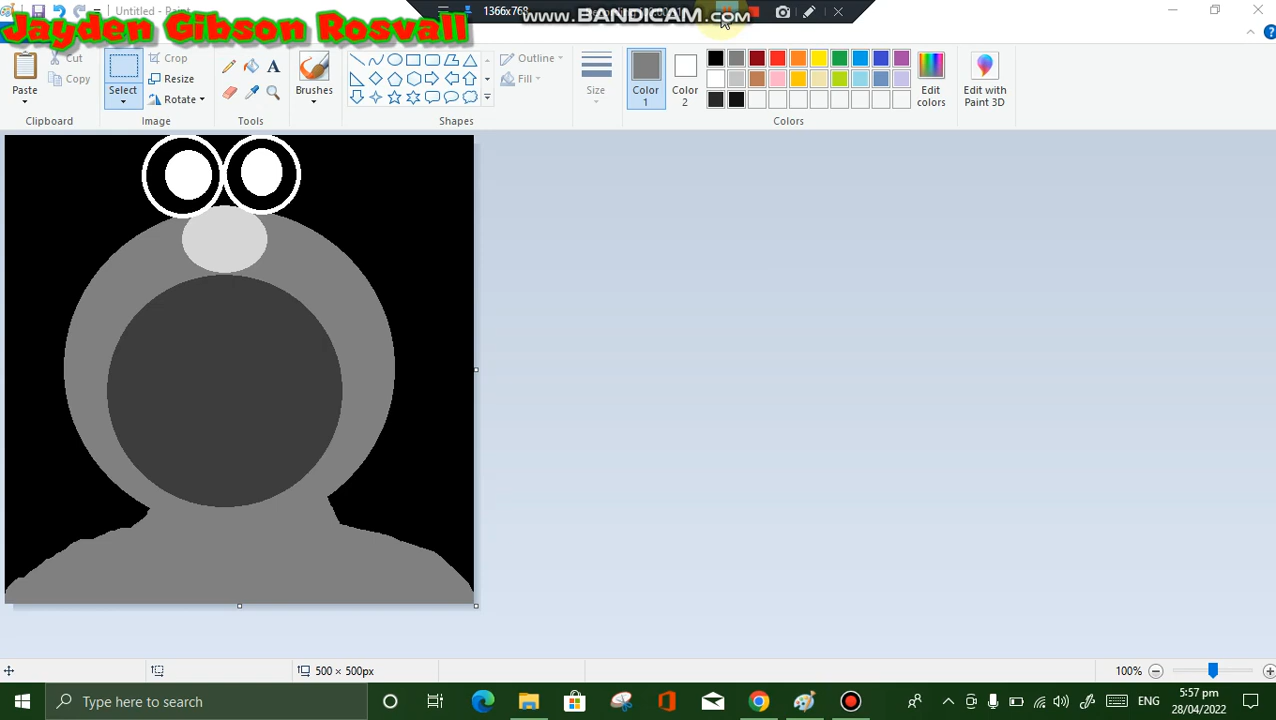 Untitled - Paint
1366x768
www.BANDICAM.com
Jayden Gibson Rosvall
Paste
Cut
Copy
Clipboard
Select
Crop
Resize
Rotate
Image
Tools
Brushes
Shapes
Outline
Fill
Size
Color 1
Color 2
Colors
Edit colors
Edit with Paint 3D
500 × 500px
100%
Type here to search
ENG
5:57 pm
28/04/2022